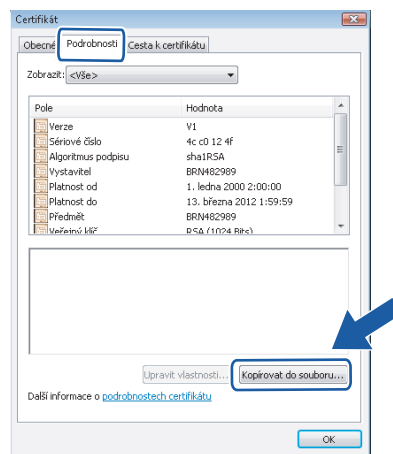 Certifikát
Obecné Podrobnosti Cesta k certifikátu
Zobrazit: <Vše>
Pole Hodnota
Verze V1
Sériové číslo 4c c0 12 4f
Algoritmus podpisu sha1RSA
Vystavitel BRN482989
Platnost od 1. ledna 2000 2:00:00
Platnost do 13. března 2012 1:59:59
Předmět BRN482989
Veřejný klíč RSA (1024 Bits)
Upravit vlastnosti... Kopírovat do souboru...
Další informace o podrobnostech certifikátu
OK